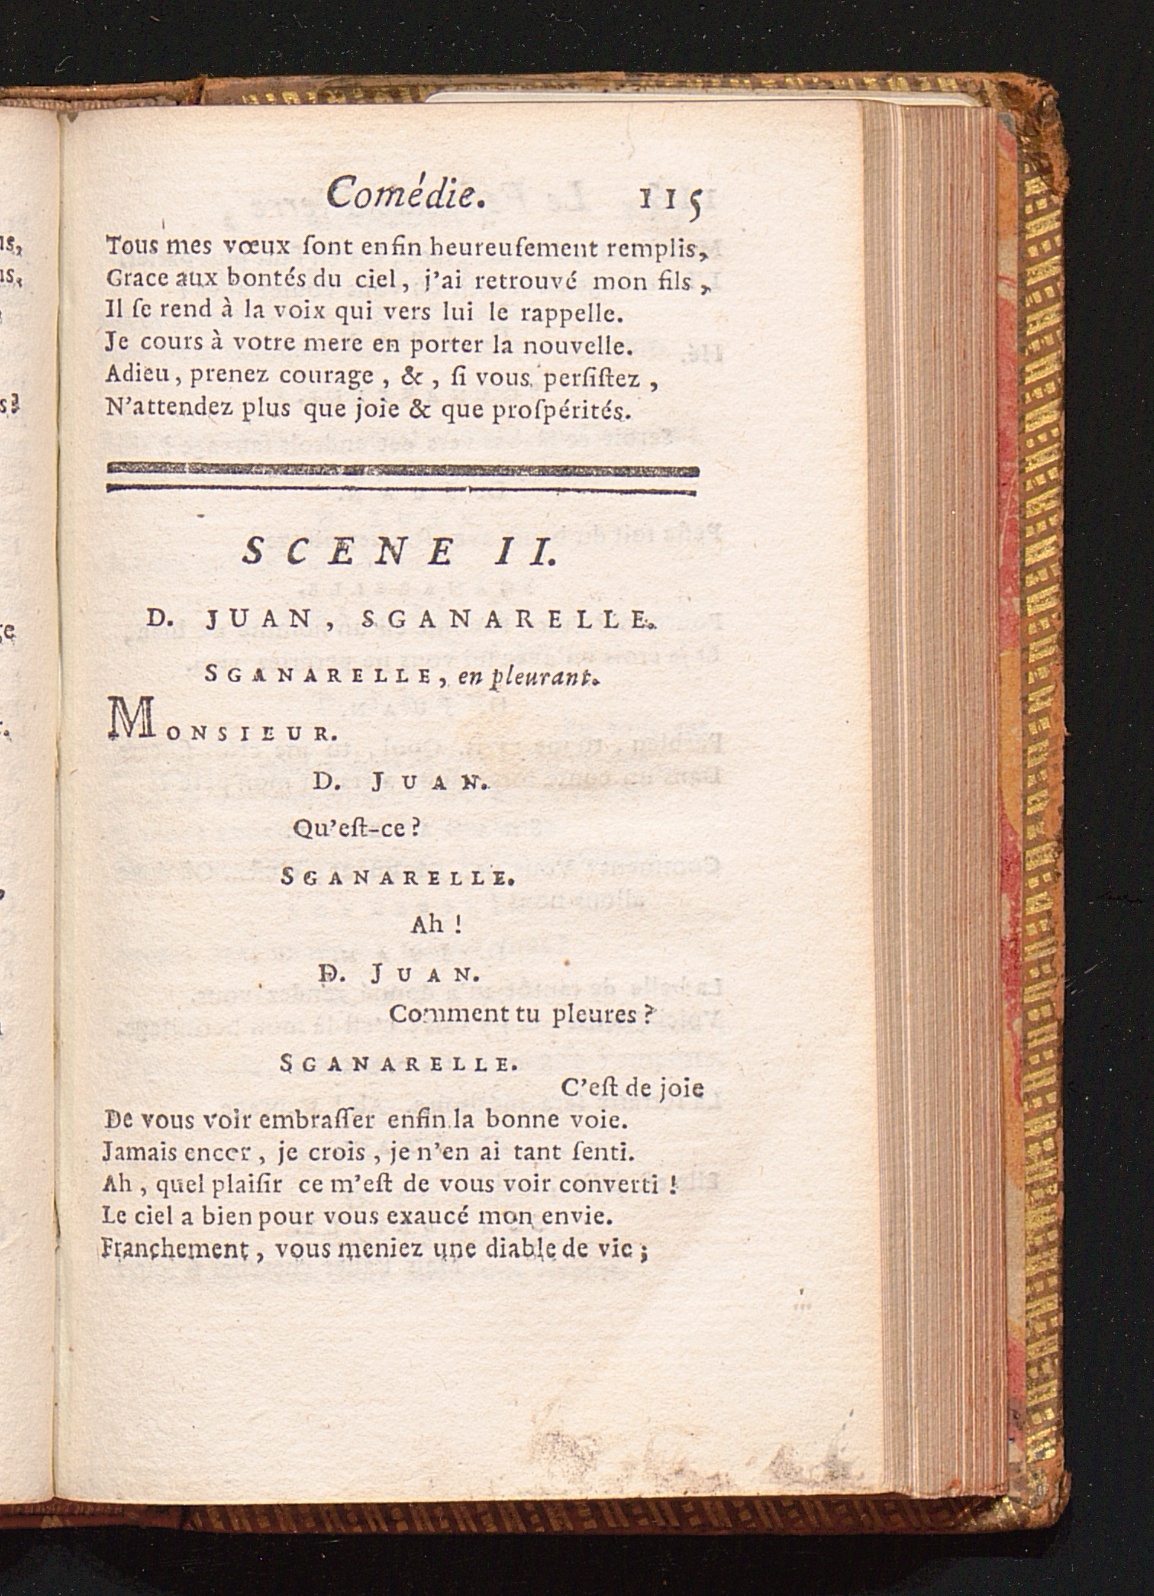 Comédie. 115
Tous mes vœux ſont enfin heureuſement remplis,
Grace aux bontés du ciel, j'ai retrouvé mon fils,
Il ſe rend à la voix qui vers lui le rappelle.
Je cours à votre mere en porter la nouvelle.
Adieu, prenez courage, &, ſi vous perſiſtez,
N'attendez plus que joie & que proſpérités.
SCENE II.
D. JUAN, SGANARELLE.
SGANARELLE, en pleurant.
MONSIEUR.
D. JUAN.
Qu'eſt-ce?
SGANARELLE.
Ah!
D. JUAN.
Comment tu pleures?
SGANARELLE.
C'eſt de joie
De vous voir embraſſer enfin la bonne voie.
Jamais encor, je crois, je n'en ai tant ſenti.
Ah, quel plaiſir ce m'eſt de vous voir converti!
Le ciel a bien pour vous exaucé mon envie.
Franchement, vous meniez une diable de vie;